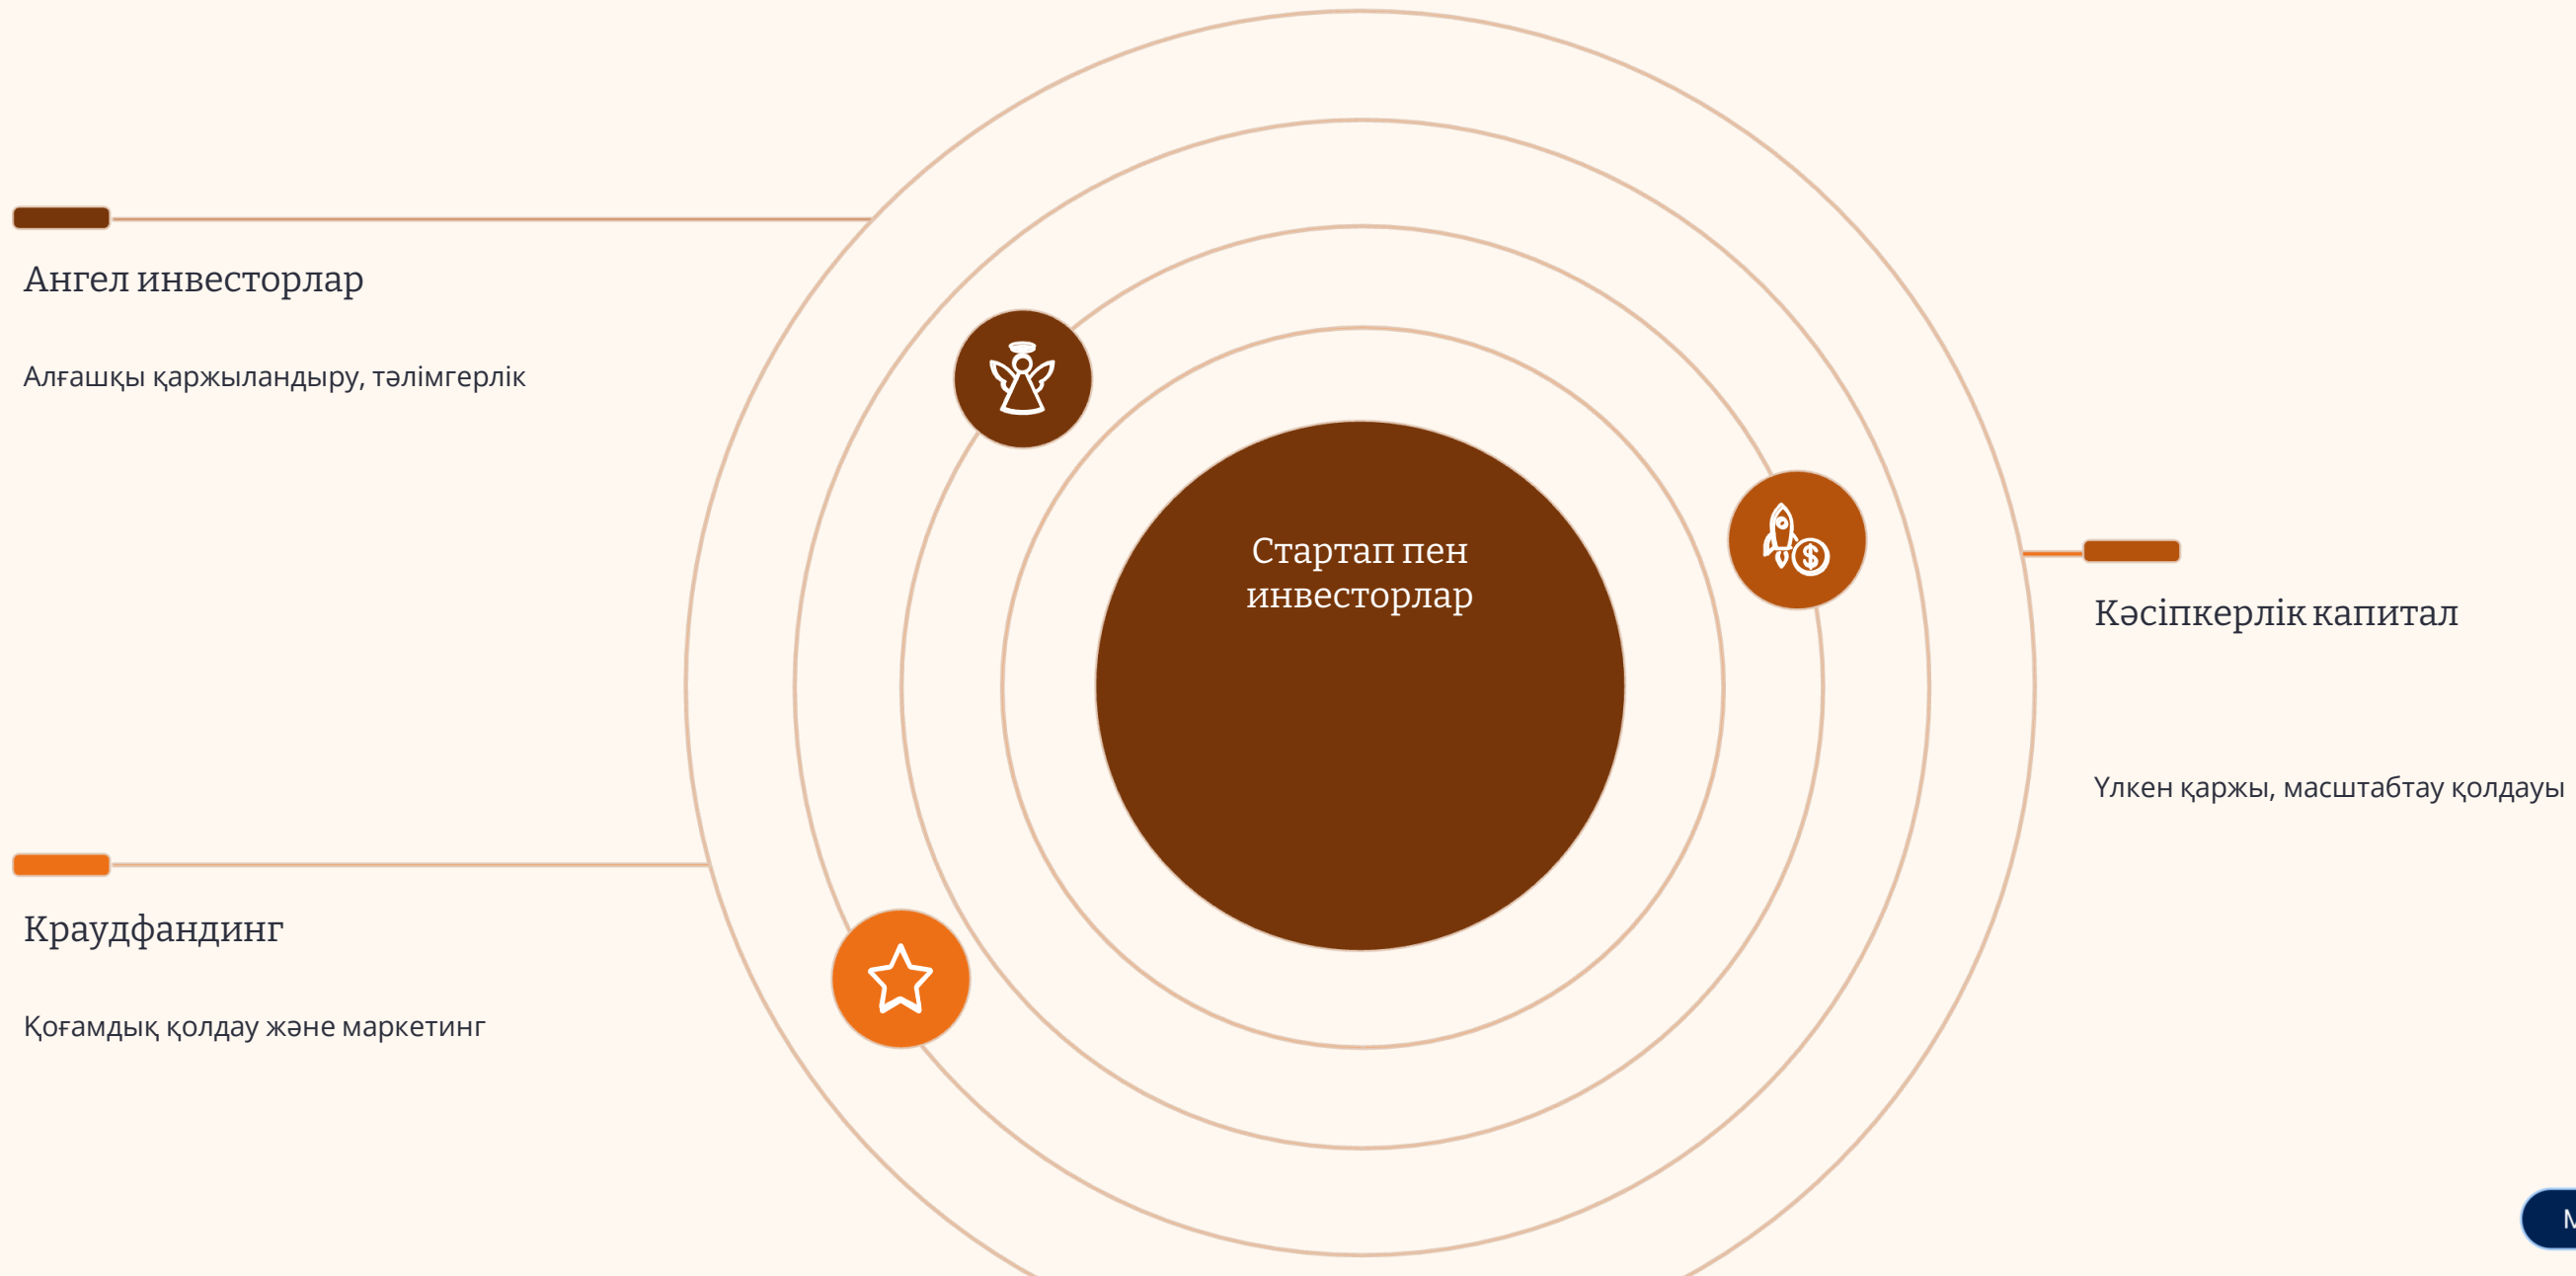 Ангел инвесторлар
Алғашқы қаржыландыру, тәлімгерлік
Стартап пен
инвесторлар
Кәсіпкерлік капитал
Үлкен қаржы, масштабтау қолдауы
Краудфандинг
Қоғамдық қолдау және маркетинг